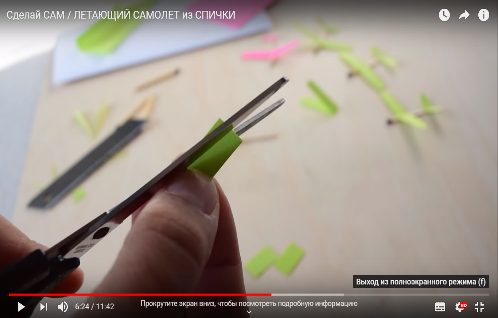 Сделай САМ / ЛЕТАЮЩИЙ САМОЛЕТ из СПИЧКИ
Выход из полноэкранного режима (f)
6:24 / 11:42
Прокрутите экран вниз, чтобы посмотреть подробную информацию
HD